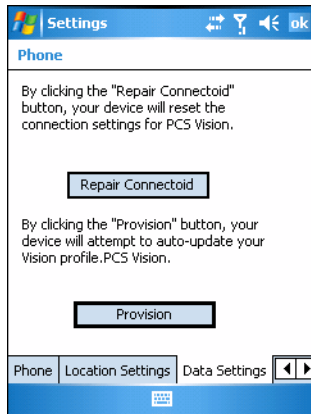 Settings
ok
Phone
By clicking the "Repair Connectoid"
button, your device will reset the
connection settings for PCS Vision.
Repair Connectoid
By clicking the "Provision" button, your
device will attempt to auto-update your
Vision profile.PCS Vision.
Provision
Phone Location Settings Data Settings